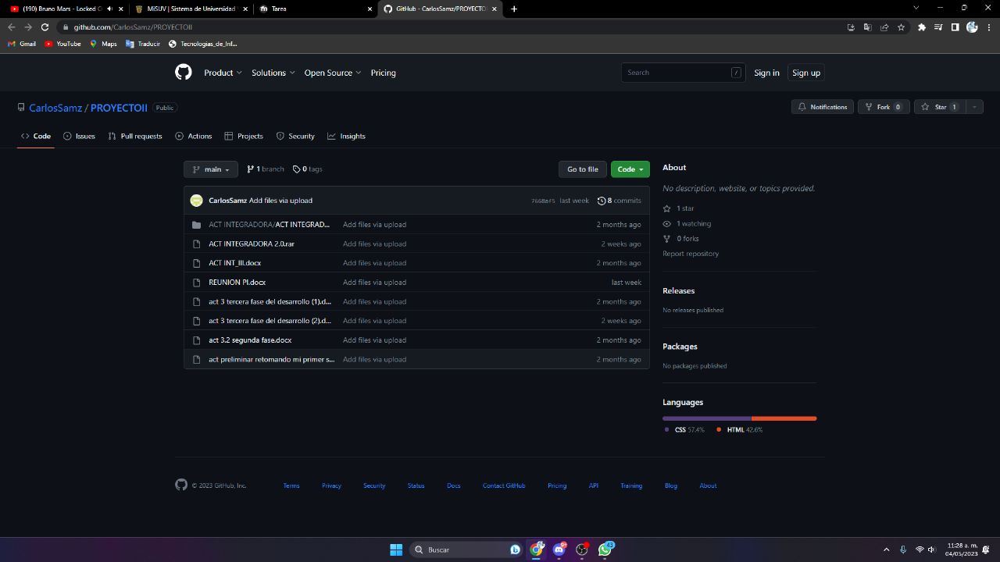 (190) Bruno Mars - Locked O
MiSUV | Sistema de Universidad
Tarea
GitHub - CarlosSamz/PROYECTO
github.com/CarlosSamz/PROYECTOII
Gmail YouTube Maps Traducir Tecnologias_de_Inf...
Product Solutions Open Source Pricing Search / Sign in Sign up
CarlosSamz / PROYECTOII Public Notifications Fork 0 Star 1
Code Issues Pull requests Actions Projects Security Insights
main 1 branch 0 tags Go to file Code
CarlosSamz Add files via upload 7668af5 last week 8 commits
ACT INTEGRADORA/ACT INTEGRAD... Add files via upload 2 months ago
ACT INTEGRADORA 2.0.rar Add files via upload 2 weeks ago
ACT INT_III.docx Add files via upload 2 months ago
REUNION PI.docx Add files via upload last week
act 3 tercera fase del desarrollo (1).d... Add files via upload 2 months ago
act 3 tercera fase del desarrollo (2).d... Add files via upload 2 weeks ago
act 3.2 segunda fase.docx Add files via upload 2 months ago
act preliminar retomando mi primer s... Add files via upload 2 months ago
About
No description, website, or topics provided.
1 star
1 watching
0 forks
Report repository
Releases
No releases published
Packages
No packages published
Languages
CSS 57.4% HTML 42.6%
© 2023 GitHub, Inc. Terms Privacy Security Status Docs Contact GitHub Pricing API Training Blog About
Buscar
9+
43
11:28 a. m.
04/05/2023